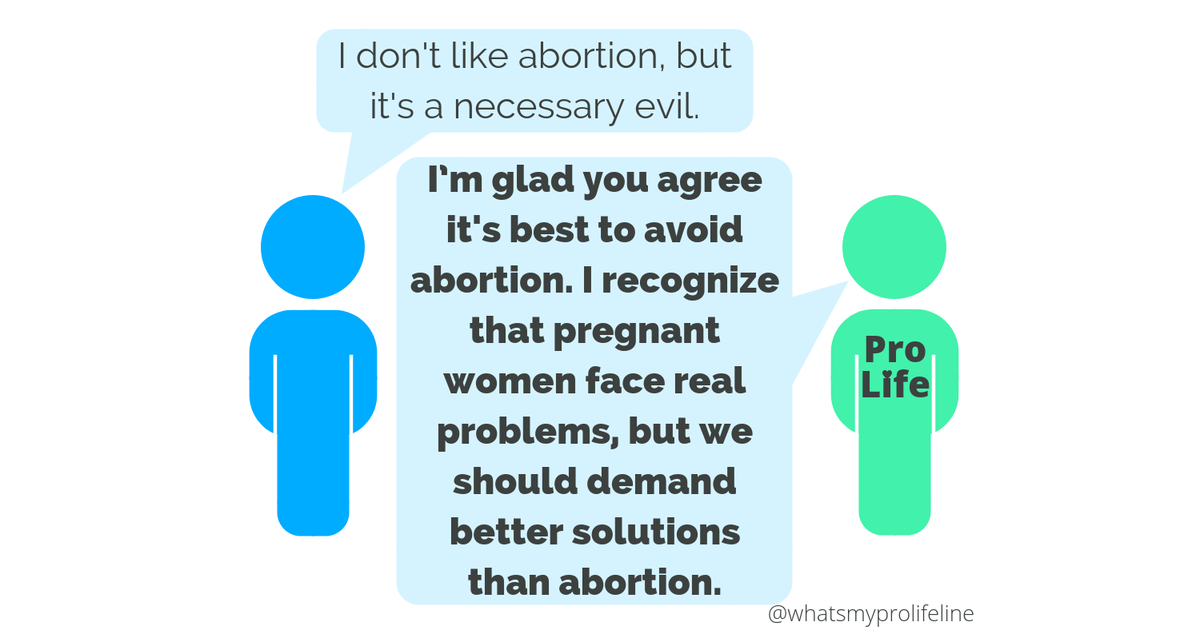 I don't like abortion, but
it's a necessary evil.
I’m glad you agree
it's best to avoid
abortion. I recognize
that pregnant
women face real
problems, but we
should demand
better solutions
than abortion.
Pro
Life
@whatsmyprolifeline